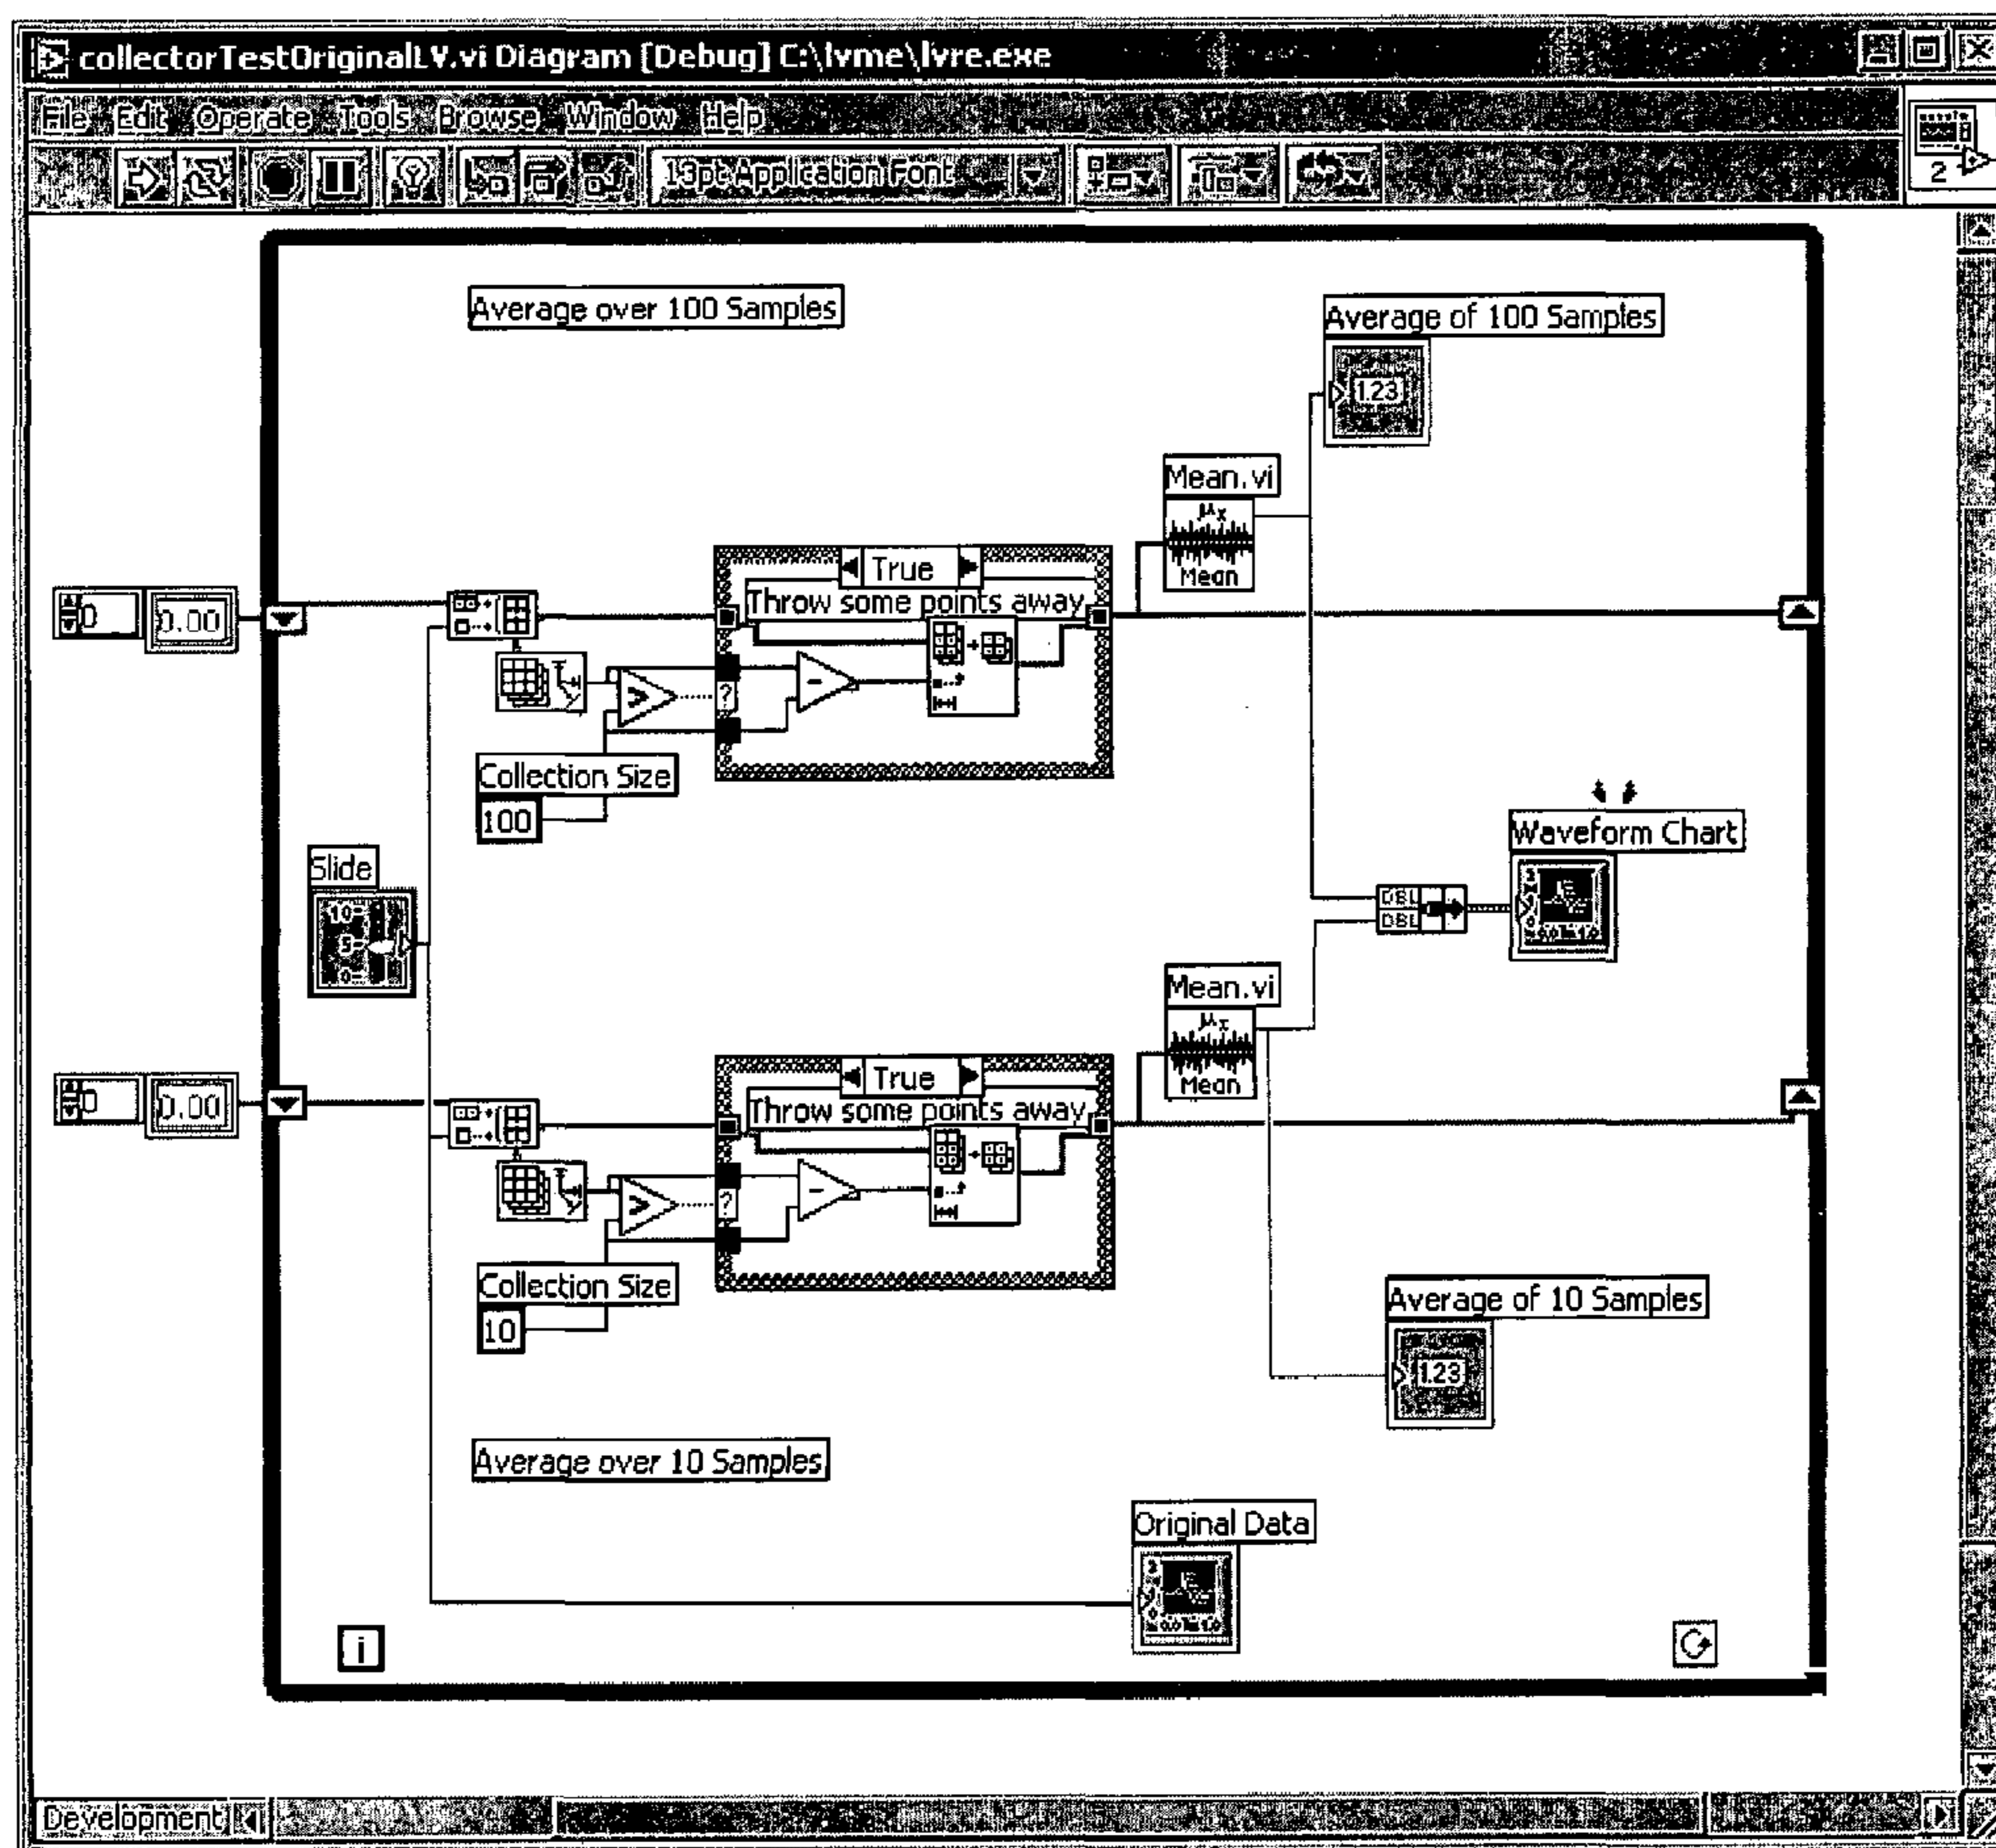 collectorTestOriginalLV.vi Diagram [Debug] C:\lvme\lvre.exe
File Edit Operate Tools Browse Window Help
13pt Application Font
2
Average over 100 Samples
Average of 100 Samples
1.23
Mean.vi
μx
Mean
True
Throw some points away
0 0.00
>
?
-
Collection Size
100
Waveform Chart
Slide
10
5
0
DBL
DBL
Mean.vi
μx
Mean
True
Throw some points away
0 0.00
>
?
-
Collection Size
10
Average of 10 Samples
1.23
Average over 10 Samples
Original Data
i
Development